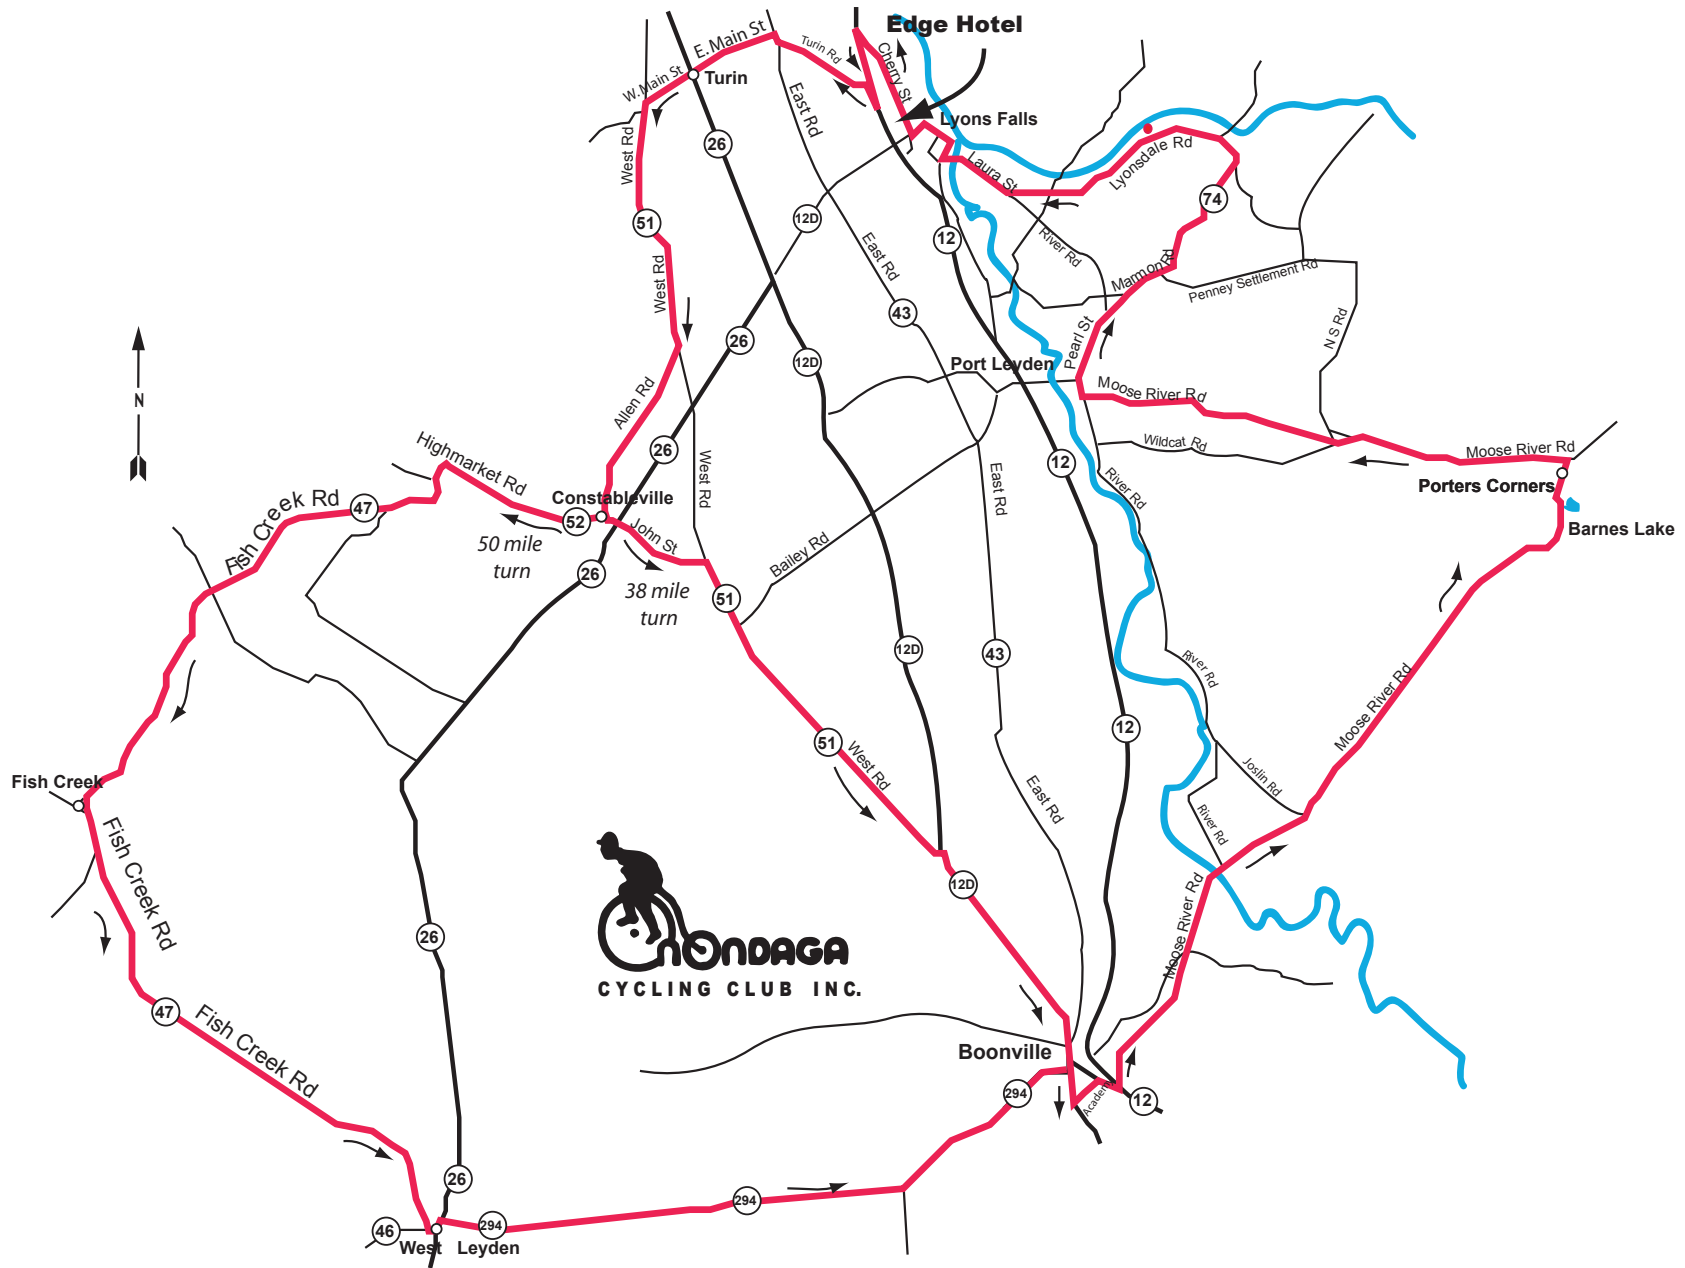 Edge Hotel
E. Main St
Turin Rd
Cherry St
W. Main St
Turin
Lyons Falls
East Rd
26
West Rd
Laura St
Lyonsdale Rd
74
51
12D
12
River Rd
East Rd
Marmon Rd
Penney Settlement Rd
West Rd
43
N S Rd
26
12D
Pearl St
Port Leyden
N
Allen Rd
Moose River Rd
Highmarket Rd
26
West Rd
12
Wildcat Rd
Moose River Rd
Porters Corners
Fish Creek Rd
47
Constableville
52
East Rd
River Rd
John St
Barnes Lake
50 mile
turn
Bailey Rd
26
38 mile
turn
51
12D
43
River Rd
Moose River Rd
12
51
West Rd
Joslin Rd
Fish Creek
East Rd
River Rd
Fish Creek Rd
12D
26
Moose River Rd
ONONDAGA
CYCLING CLUB INC.
47
Fish Creek Rd
Boonville
294
Academy
12
26
294
46
294
West Leyden